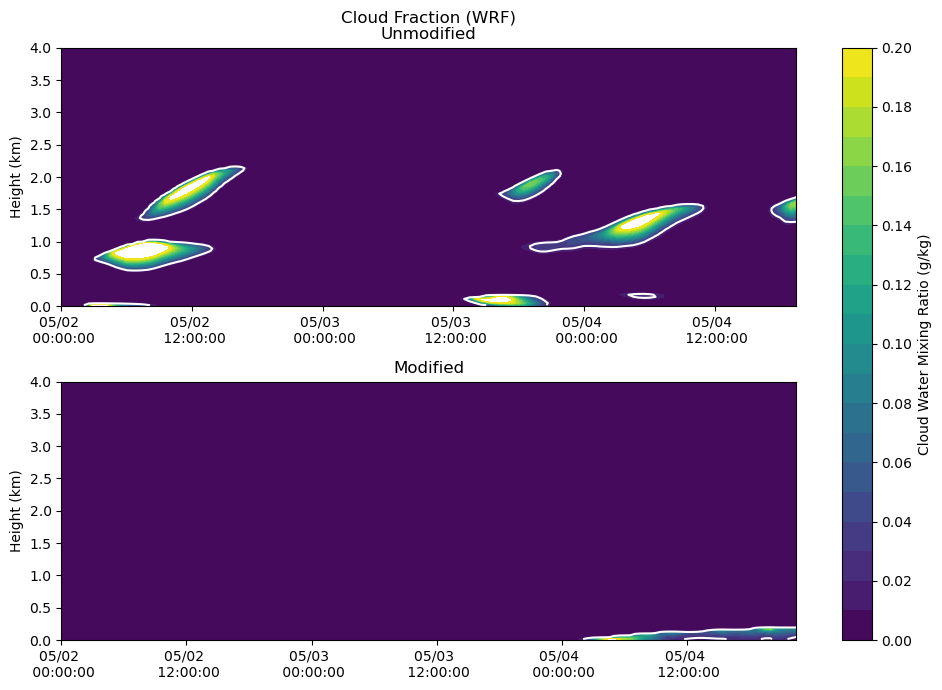 Cloud Fraction (WRF)
Unmodified
4.0
3.5
3.0
2.5
2.0
1.5
1.0
0.5
0.0
Height (km)
05/02 05/02 05/03 05/03 05/04 05/04
00:00:00 12:00:00 00:00:00 12:00:00 00:00:00 12:00:00
Modified
4.0
3.5
3.0
2.5
2.0
1.5
1.0
0.5
0.0
Height (km)
05/02 05/02 05/03 05/03 05/04 05/04
00:00:00 12:00:00 00:00:00 12:00:00 00:00:00 12:00:00
0.20
0.18
0.16
0.14
0.12
0.10
0.08
0.06
0.04
0.02
0.00
Cloud Water Mixing Ratio (g/kg)